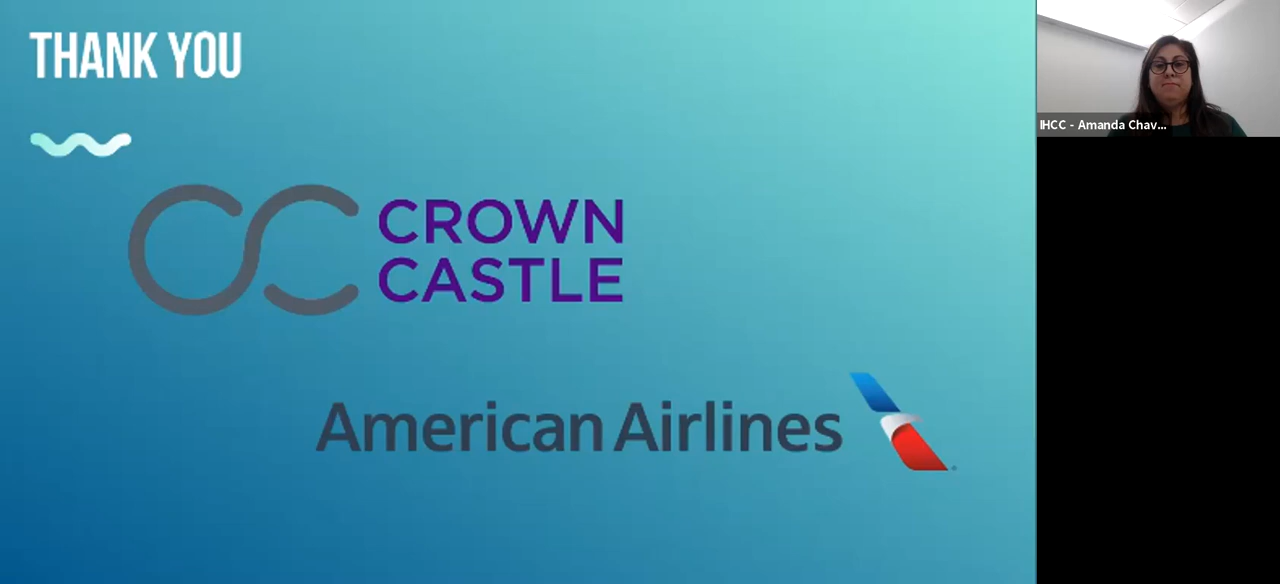 THANK YOU
CROWN
CASTLE
American Airlines
IHCC - Amanda Chav...